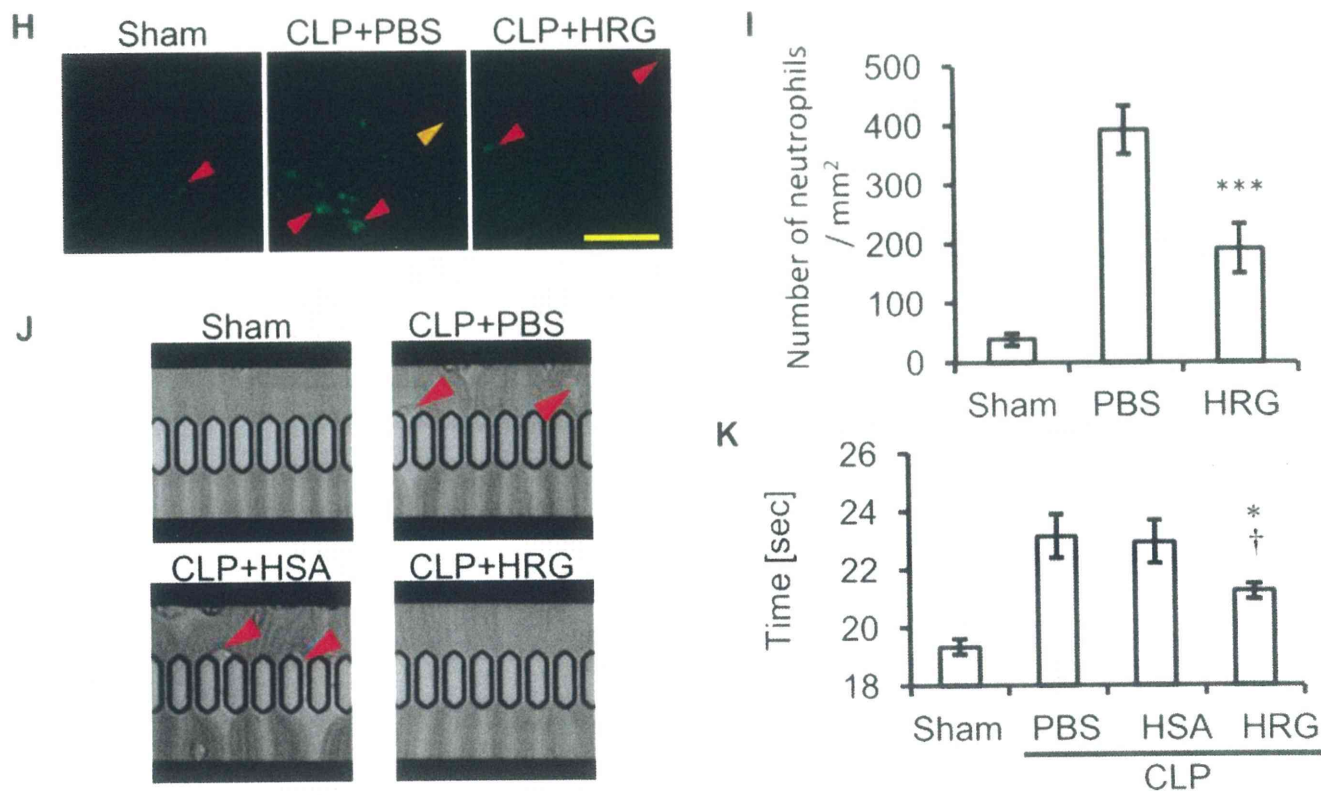 H
Sham CLP+PBS CLP+HRG
I
Number of neutrophils
/ mm²
500
400
300
200
100
0
***
Sham PBS HRG
J
Sham CLP+PBS
CLP+HSA CLP+HRG
K
Time [sec]
26
24
22
20
18
*
†
Sham PBS HSA HRG
CLP